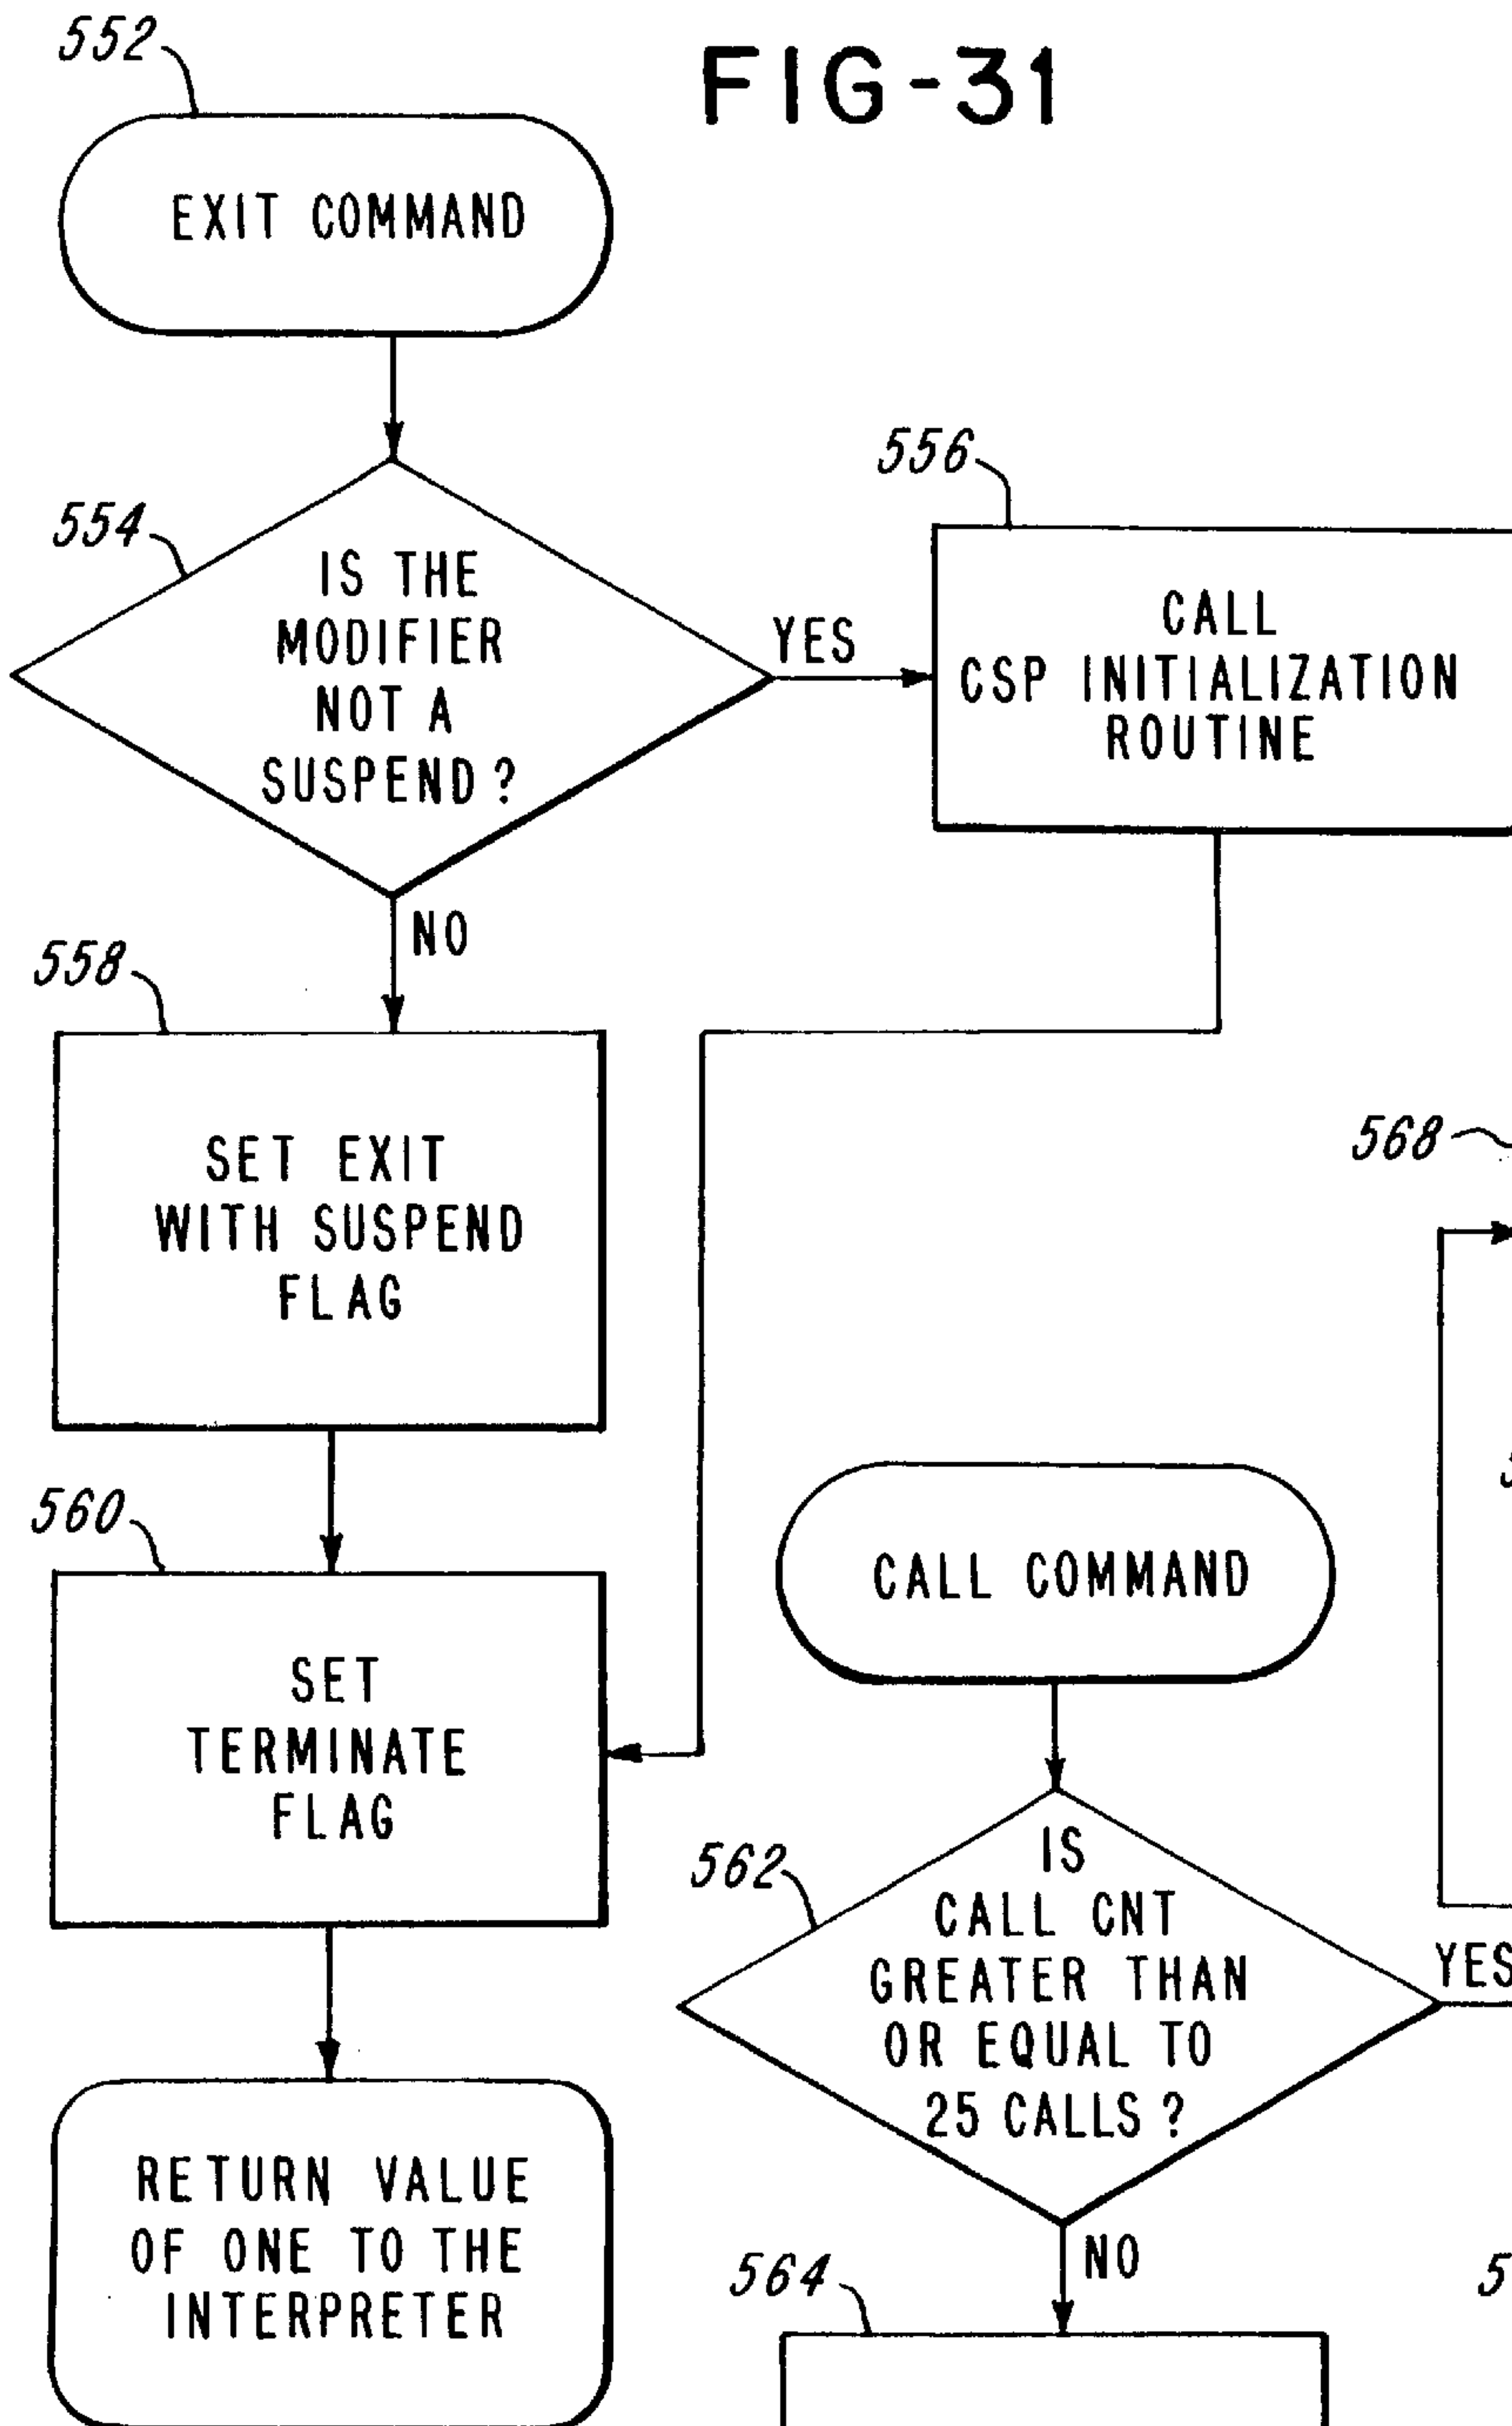 FIG-31
552
EXIT COMMAND
554
IS THE
MODIFIER
NOT A
SUSPEND?
YES
556
CALL
CSP INITIALIZATION
ROUTINE
NO
558
SET EXIT
WITH SUSPEND
FLAG
560
SET
TERMINATE
FLAG
RETURN VALUE
OF ONE TO THE
INTERPRETER
568
CALL COMMAND
562
IS
CALL CNT
GREATER THAN
OR EQUAL TO
25 CALLS?
YES
NO
564